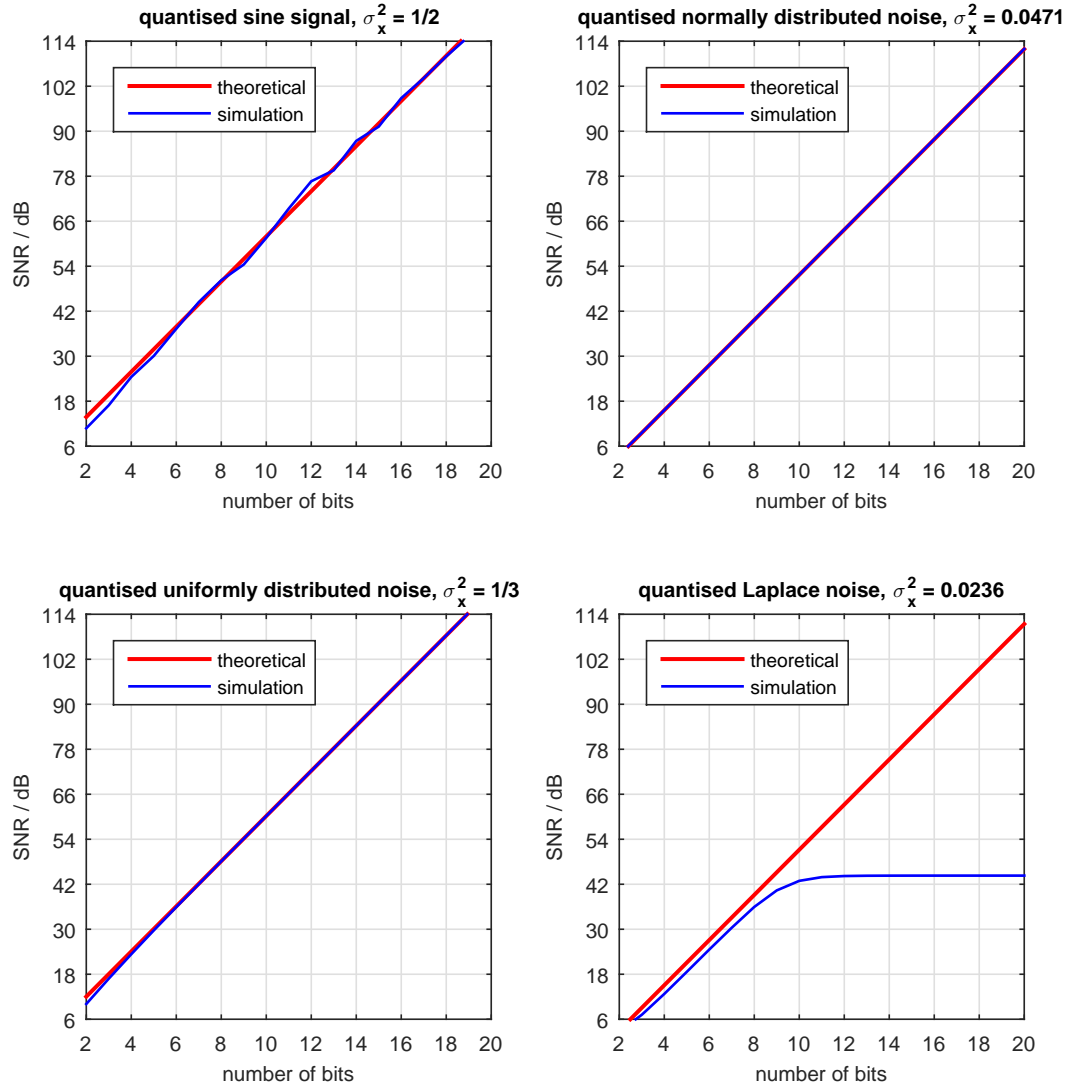 quantised sine signal, σx² = 1/2
114
102
90
78
66
54
42
30
18
6
SNR / dB
theoretical
simulation
2 4 6 8 10 12 14 16 18 20
number of bits
quantised normally distributed noise, σx² = 0.0471
114
102
90
78
66
54
42
30
18
6
SNR / dB
theoretical
simulation
2 4 6 8 10 12 14 16 18 20
number of bits
quantised uniformly distributed noise, σx² = 1/3
114
102
90
78
66
54
42
30
18
6
SNR / dB
theoretical
simulation
2 4 6 8 10 12 14 16 18 20
number of bits
quantised Laplace noise, σx² = 0.0236
114
102
90
78
66
54
42
30
18
6
SNR / dB
theoretical
simulation
2 4 6 8 10 12 14 16 18 20
number of bits